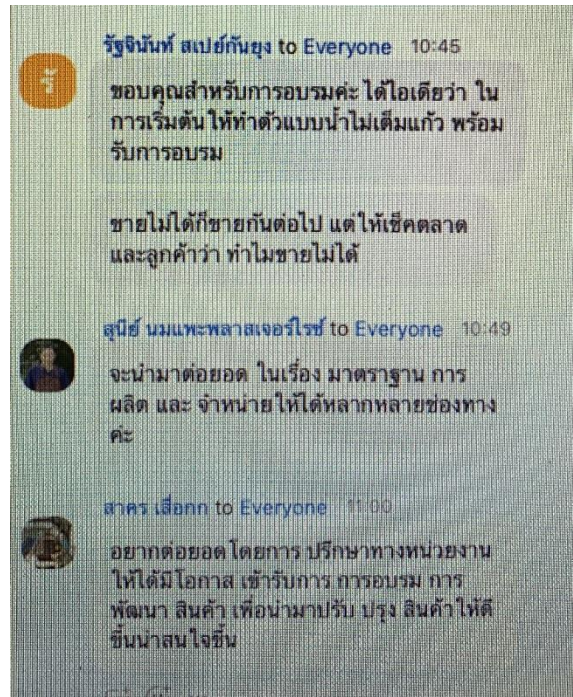 รัฐจินันท์ สเปย์กันยุง to Everyone 10:45
รั
ขอบคุณสำหรับการอบรมค่ะ ได้ไอเดียว่า ใน
การเริ่มต้น ให้ทำตัวแบบน้ำไม่เต็มแก้ว พร้อม
รับการอบรม
ขายไม่ได้ก็ขายกันต่อไป แต่ให้เช็คตลาด
และลูกค้าว่า ทำไมขายไม่ได้
สุนีย์ นมแพะพลาสเจอร์ไรซ์ to Everyone 10:49
จะนำมาต่อยอด ในเรื่อง มาตราฐาน การ
ผลิต และ จำหน่ายให้ได้หลากหลายช่องทาง
ค่ะ
สาคร เสื่อกก to Everyone 11:00
อยากต่อยอดโดยการ ปรึกษาทางหน่วยงาน
ให้ได้มีโอกาส เข้ารับการ การอบรม การ
พัฒนา สินค้า เพื่อนำมาปรับ ปรุง สินค้าให้ดี
ขึ้นน่าสนใจขึ้น